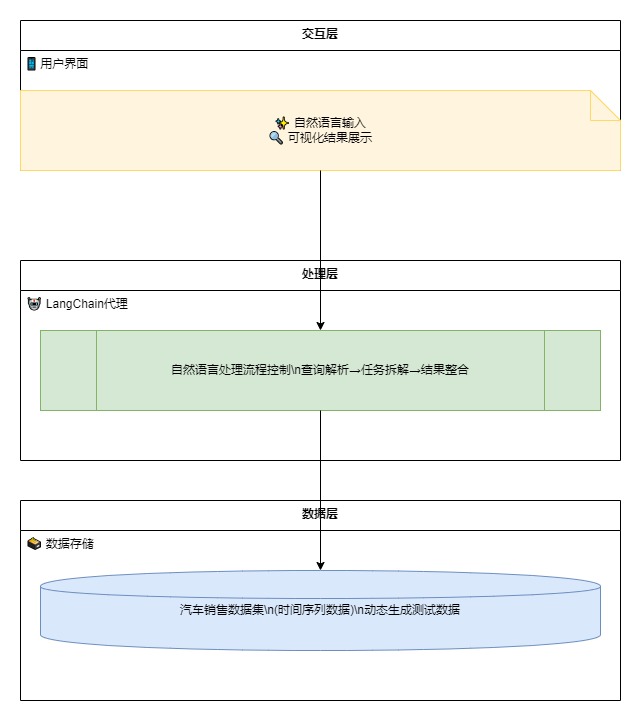 交互层
📱 用户界面
✨ 自然语言输入
🔍 可视化结果展示
处理层
LangChain代理
自然语言处理流程控制\n查询解析→任务拆解→结果整合
数据层
数据存储
汽车销售数据集\n(时间序列数据)\n动态生成测试数据